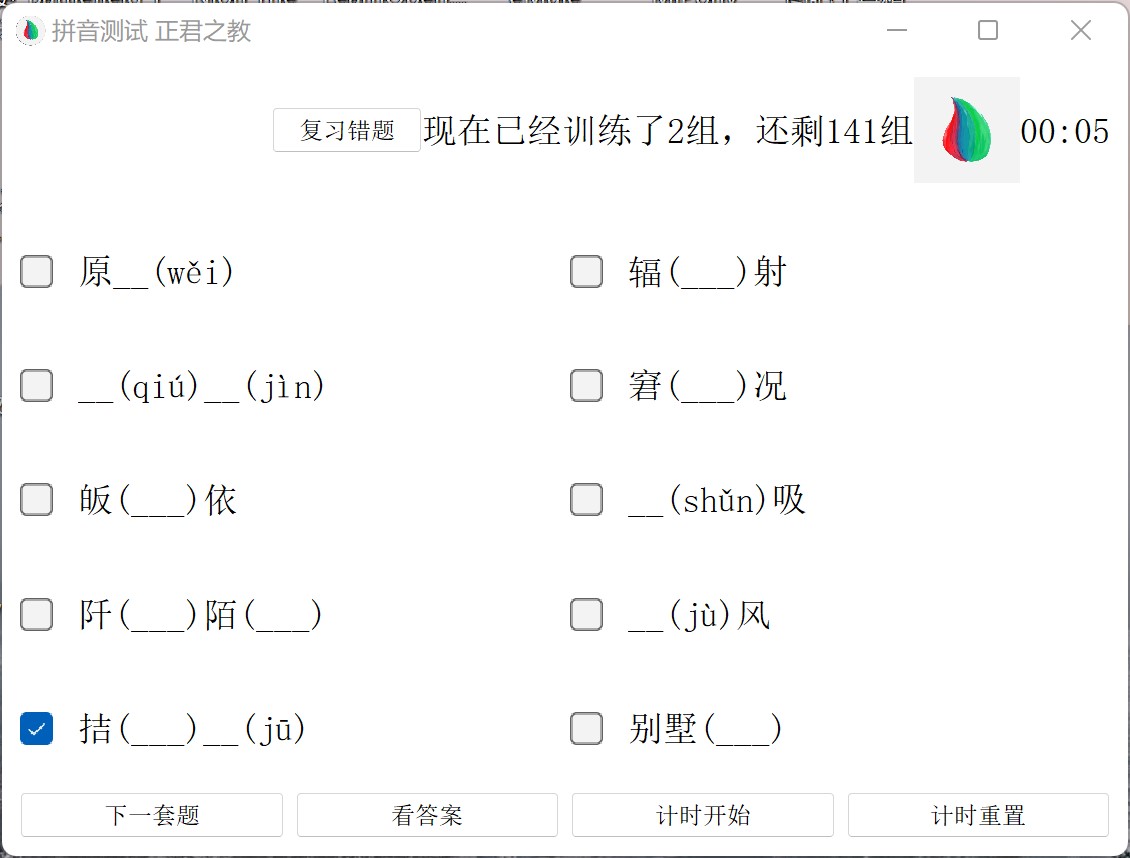 拼音测试 正君之教
复习错题 现在已经训练了2组，还剩141组 00:05
原__(wěi) 辐(___)射
__(qiú)__(jìn) 窘(___)况
皈(___)依 __(shǔn)吸
阡(___)陌(___) __(jù)风
拮(___)__(jū) 别墅(___)
下一套题 看答案 计时开始 计时重置